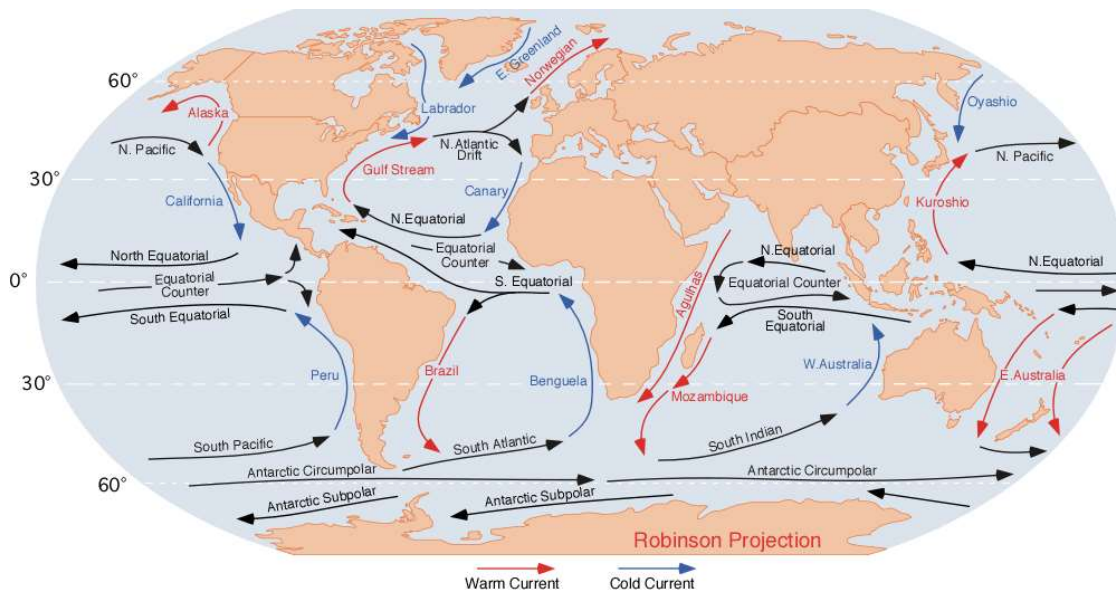 60°
Alaska
Labrador
E. Greenland
Norwegian
Oyashio
N. Pacific
N.Atlantic
Drift
N. Pacific
30°
Gulf Stream
Canary
California
Kuroshio
N.Equatorial
North Equatorial
Equatorial
Counter
N.Equatorial
N.Equatorial
0°
Equatorial
Counter
S. Equatorial
Agulhas
Equatorial Counter
South Equatorial
South
Equatorial
30°
Peru
Brazil
Benguela
Mozambique
W.Australia
E.Australia
South Pacific
South Atlantic
South Indian
Antarctic Circumpolar
Antarctic Circumpolar
60°
Antarctic Subpolar
Antarctic Subpolar
Robinson Projection
Warm Current
Cold Current